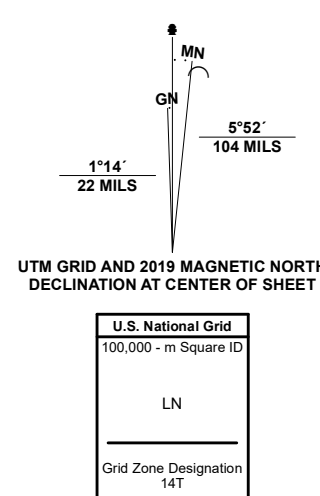 MN
GN
5°52´
104 MILS
1°14´
22 MILS
UTM GRID AND 2019 MAGNETIC NORTH
DECLINATION AT CENTER OF SHEET
U.S. National Grid
100,000 - m Square ID
LN
Grid Zone Designation
14T